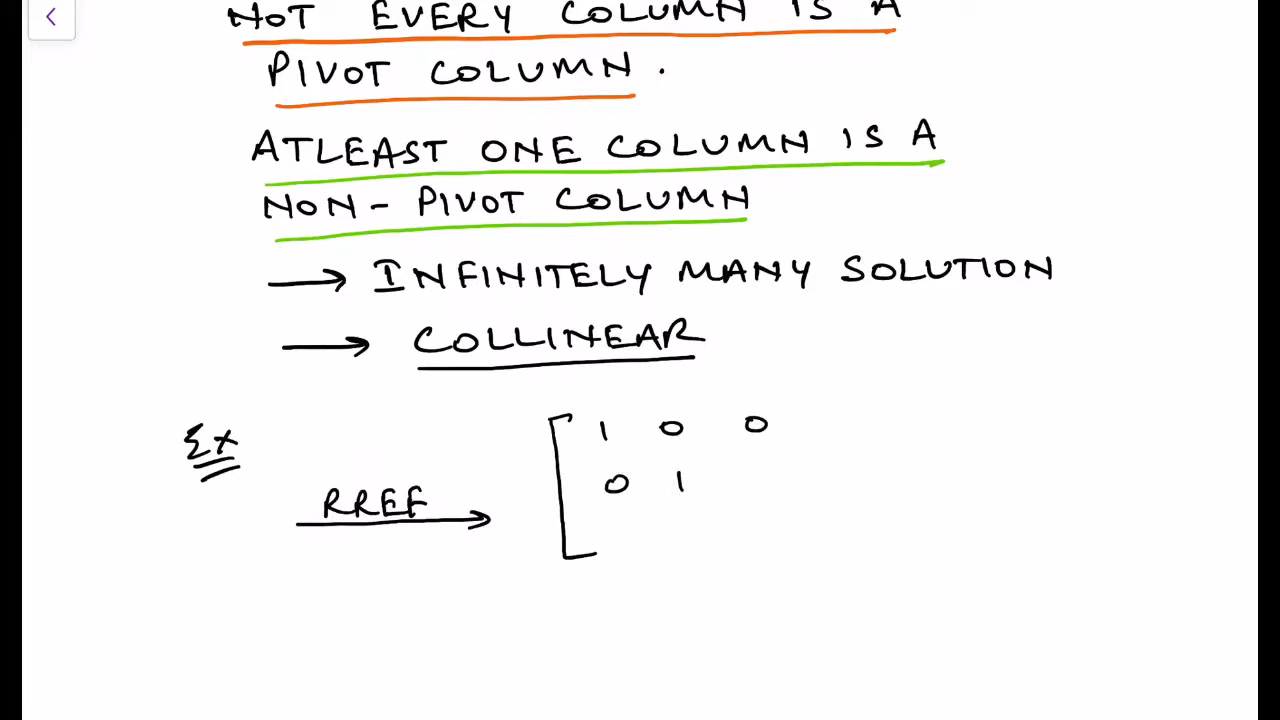 NOT EVERY COLUMN IS A
PIVOT COLUMN.
ATLEAST ONE COLUMN IS A
NON - PIVOT COLUMN
→ INFINITELY MANY SOLUTION
→ COLLINEAR
Ex
RREF
1 0 0
0 1